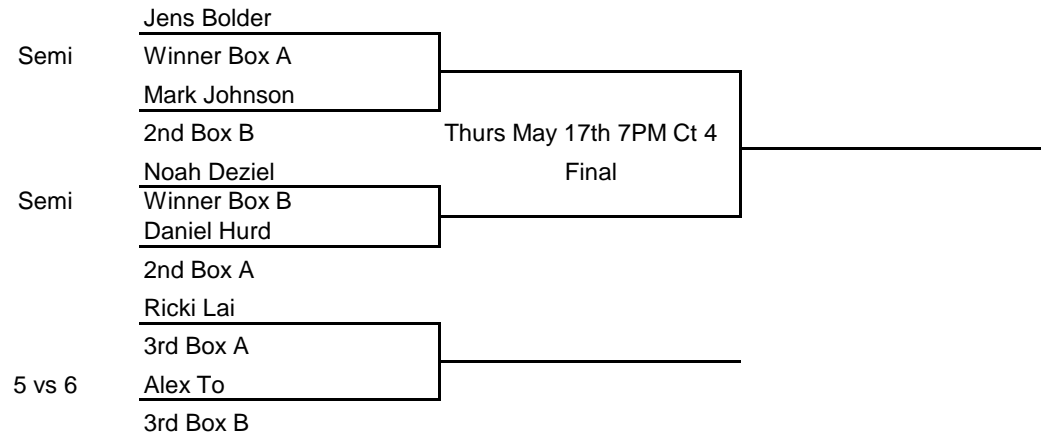 Jens Bolder
Semi Winner Box A
Mark Johnson
2nd Box B Thurs May 17th 7PM Ct 4
Noah Deziel Final
Semi Winner Box B
Daniel Hurd
2nd Box A
Ricki Lai
3rd Box A
5 vs 6 Alex To
3rd Box B